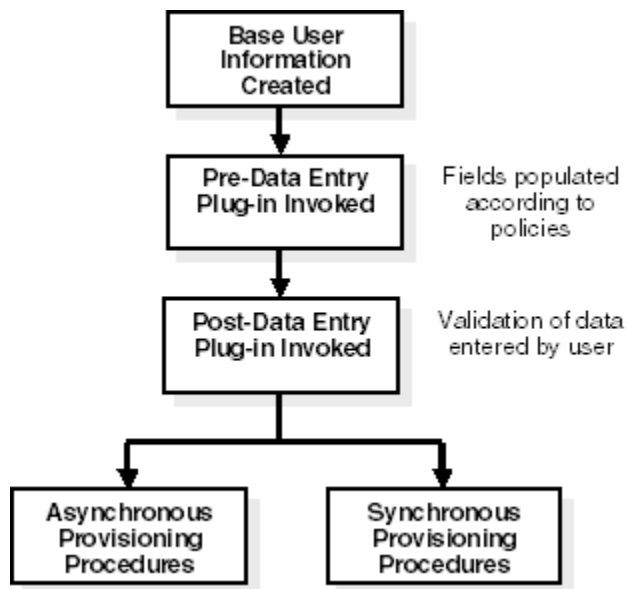 Base User
Information
Created
Pre-Data Entry
Plug-in Invoked
Fields populated
according to
policies
Post-Data Entry
Plug-in Invoked
Validation of data
entered by user
Asynchronous
Provisioning
Procedures
Synchronous
Provisioning
Procedures